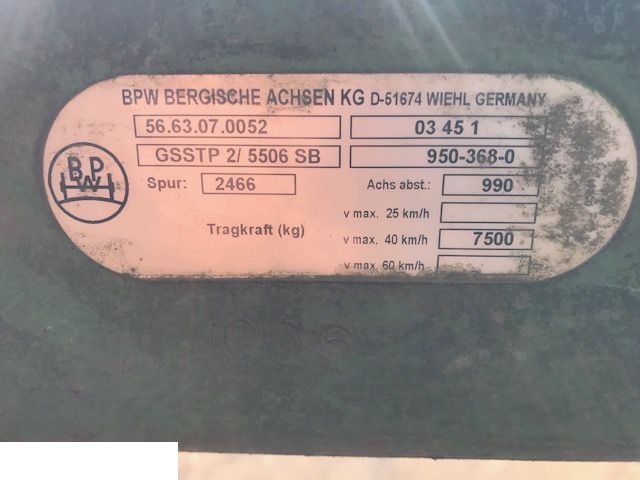 BPW BERGISCHE ACHSEN KG D-51674 WIEHL GERMANY
56.63.07.0052 03 45 1
GSSTP 2/ 5506 SB 950-368-0
BPW
Spur: 2466 Achs abst.: 990
v max. 25 km/h
Tragkraft (kg) v max. 40 km/h 7500
v max. 60 km/h